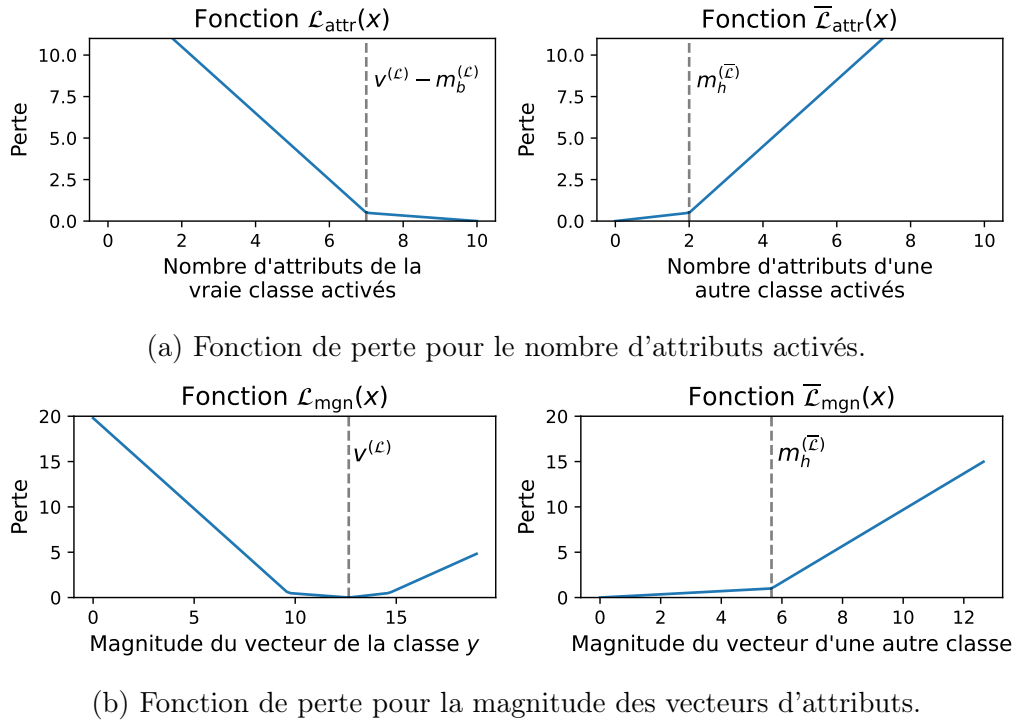 Fonction ℒattr(x)
Perte
10.0
7.5
5.0
2.5
0.0
v(ℒ) − mb(ℒ)
0 2 4 6 8 10
Nombre d'attributs de la
vraie classe activés
Fonction ℒ̅attr(x)
Perte
10.0
7.5
5.0
2.5
0.0
mh(ℒ̅)
0 2 4 6 8 10
Nombre d'attributs d'une
autre classe activés
(a) Fonction de perte pour le nombre d'attributs activés.
Fonction ℒmgn(x)
Perte
20
15
10
5
0
v(ℒ)
0 5 10 15
Magnitude du vecteur de la classe y
Fonction ℒ̅mgn(x)
Perte
20
15
10
5
0
mh(ℒ̅)
0 2 4 6 8 10 12
Magnitude du vecteur d'une autre classe
(b) Fonction de perte pour la magnitude des vecteurs d'attributs.